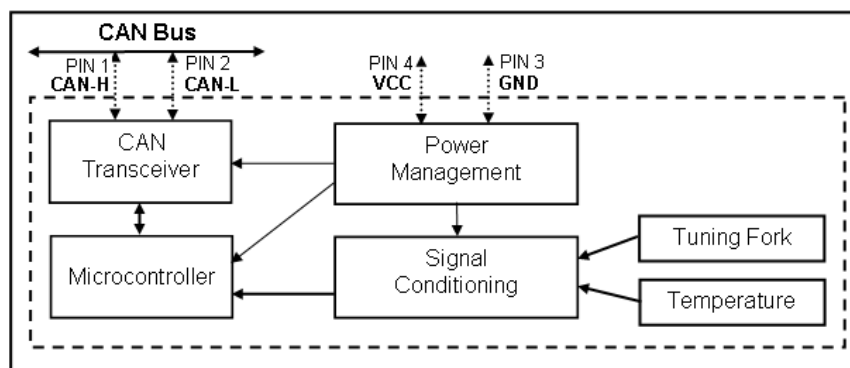 CAN Bus
PIN 1
CAN-H
PIN 2
CAN-L
PIN 4
VCC
PIN 3
GND
CAN
Transceiver
Power
Management
Microcontroller
Signal
Conditioning
Tuning Fork
Temperature